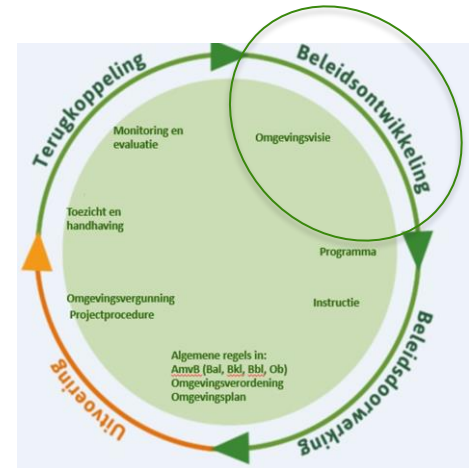 Beleidsontwikkeling
Terugkoppeling
Monitoring en
evaluatie
Omgevingsvisie
Toezicht en
handhaving
Programma
Omgevingsvergunning
Projectprocedure
Instructie
Algemene regels in:
AmvB (Bal, Bkl, Bbl, Ob)
Omgevingsverordening
Omgevingsplan
Beleidsdoorwerking
Uitvoering